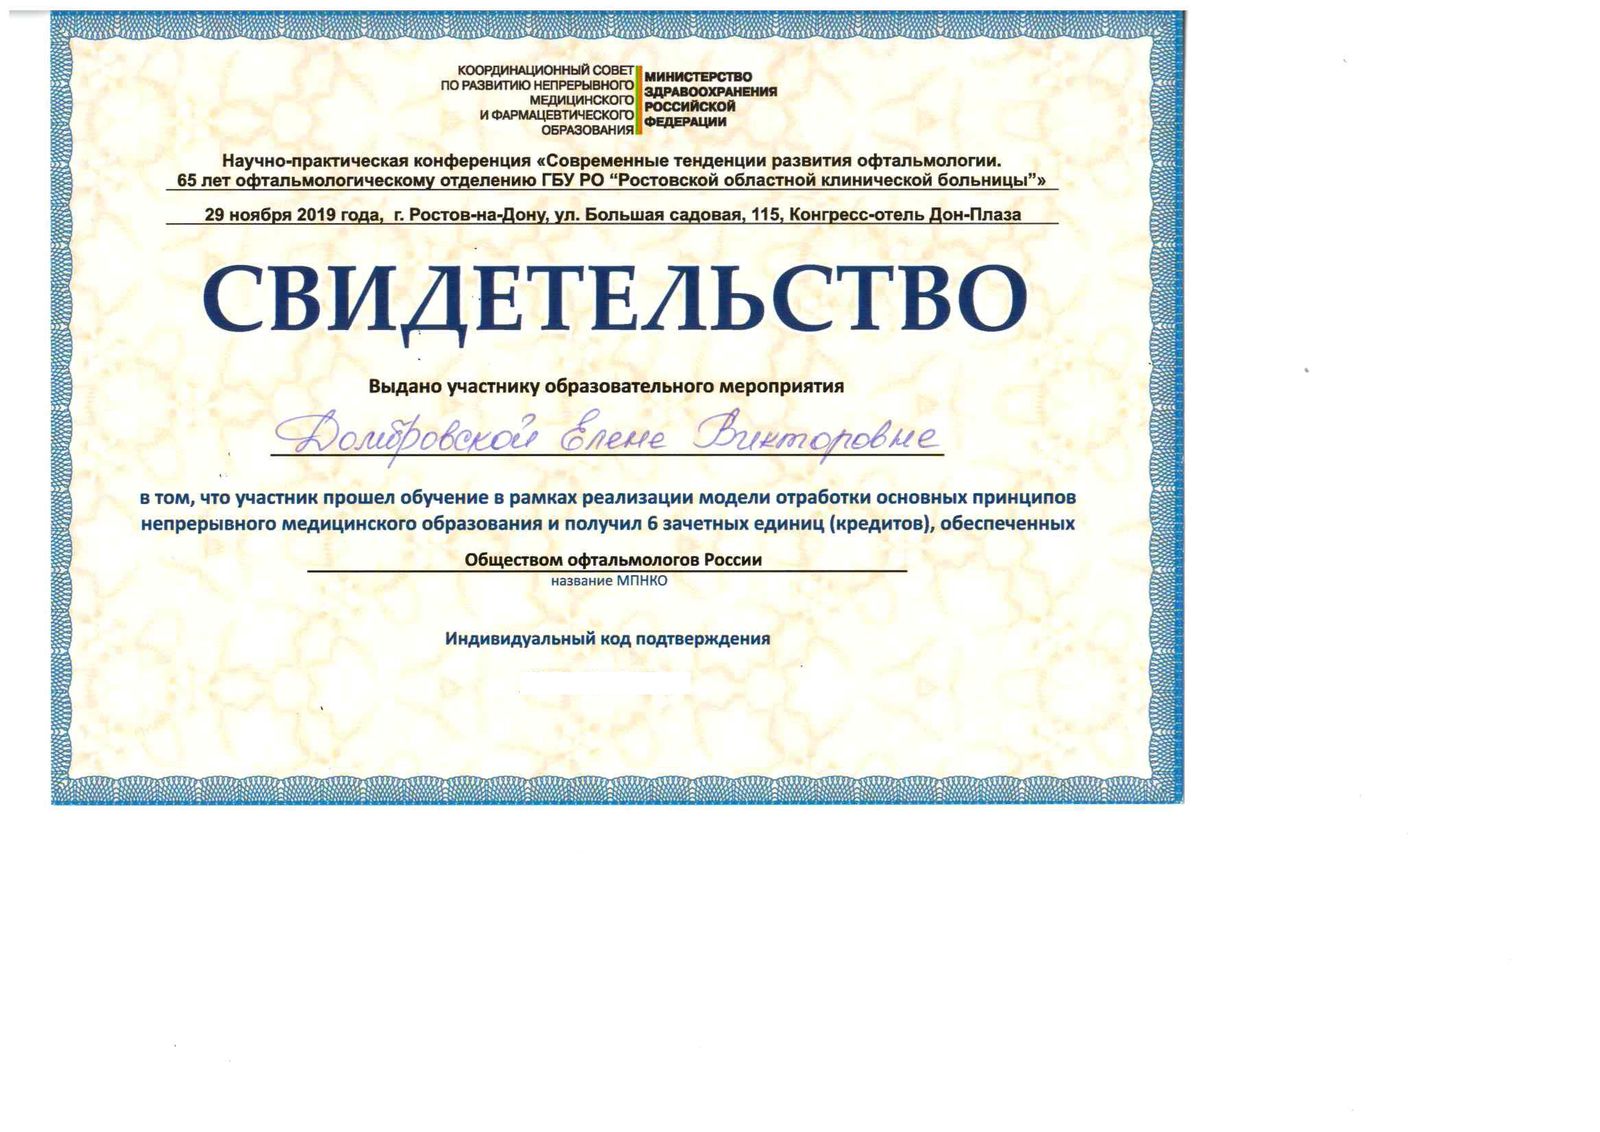 КООРДИНАЦИОННЫЙ СОВЕТ
ПО РАЗВИТИЮ НЕПРЕРЫВНОГО
МЕДИЦИНСКОГО
И ФАРМАЦЕВТИЧЕСКОГО
ОБРАЗОВАНИЯ
МИНИСТЕРСТВО
ЗДРАВООХРАНЕНИЯ
РОССИЙСКОЙ
ФЕДЕРАЦИИ
Научно-практическая конференция «Современные тенденции развития офтальмологии.
65 лет офтальмологическому отделению ГБУ РО “Ростовской областной клинической больницы”»
29 ноября 2019 года, г. Ростов-на-Дону, ул. Большая садовая, 115, Конгресс-отель Дон-Плаза
СВИДЕТЕЛЬСТВО
Выдано участнику образовательного мероприятия
Домбровской Елене Викторовне
в том, что участник прошел обучение в рамках реализации модели отработки основных принципов
непрерывного медицинского образования и получил 6 зачетных единиц (кредитов), обеспеченных
Обществом офтальмологов России
название МПНКО
Индивидуальный код подтверждения